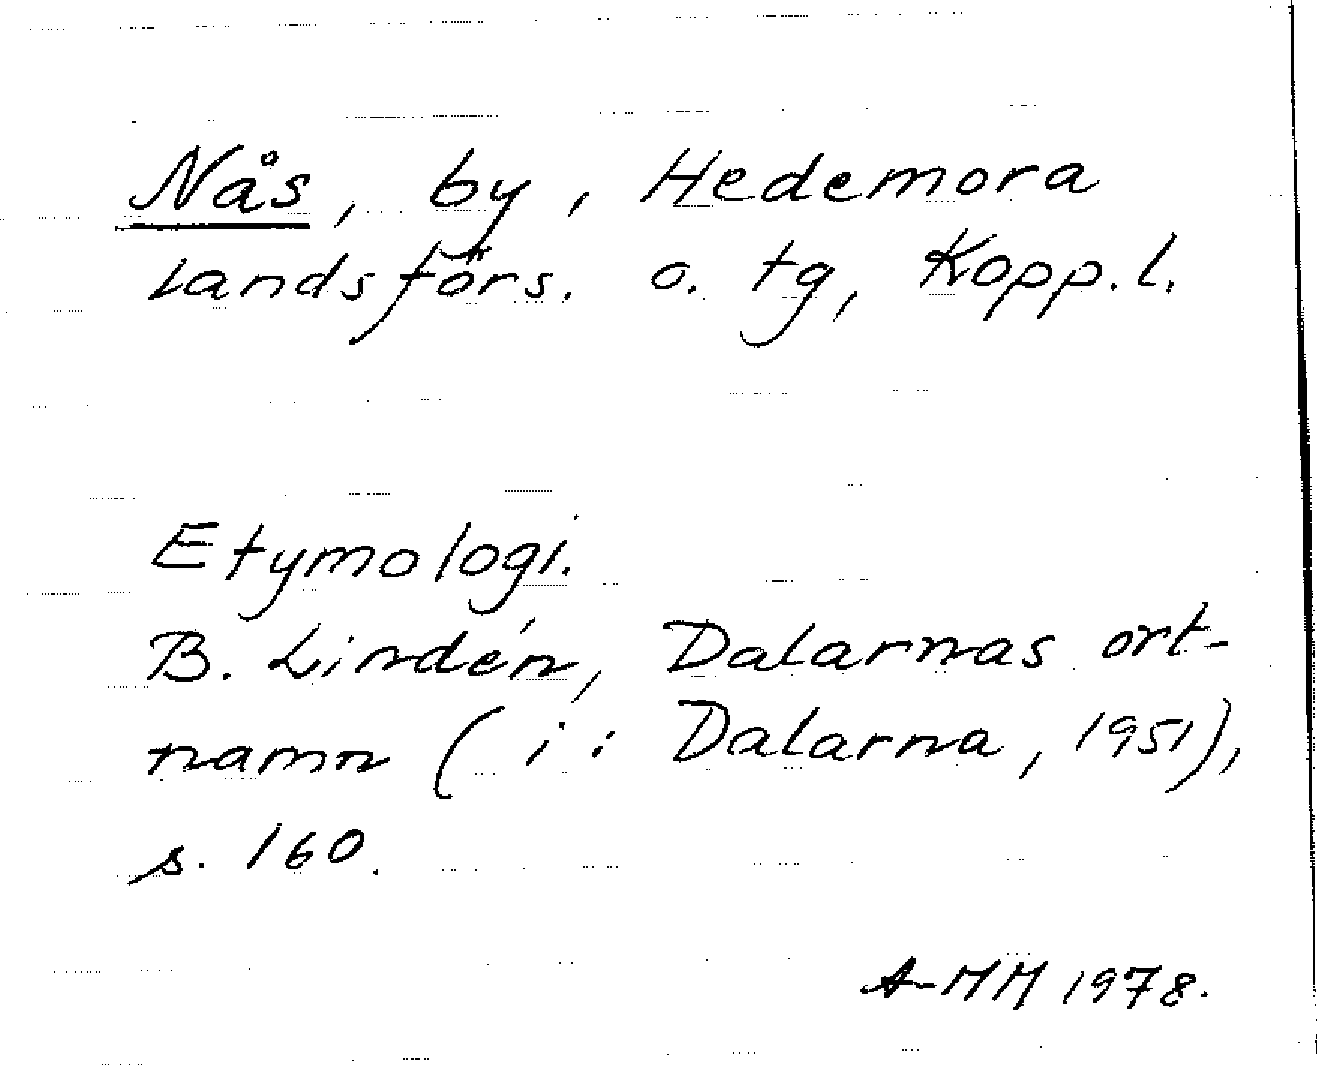 Nås, by, Hedemora
landsförs. o. tg, Kopp.l.
Etymologi.
B. Lindén, Dalarnas ort-
namn (i: Dalarna, 1951),
s. 160.
A-MM 1978.